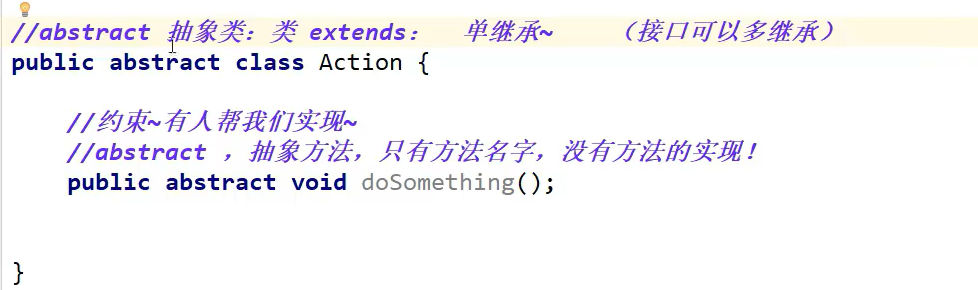 //abstract 抽象类：类 extends： 单继承~ （接口可以多继承）
public abstract class Action {
//约束~有人帮我们实现~
//abstract ，抽象方法，只有方法名字，没有方法的实现！
public abstract void doSomething();
}